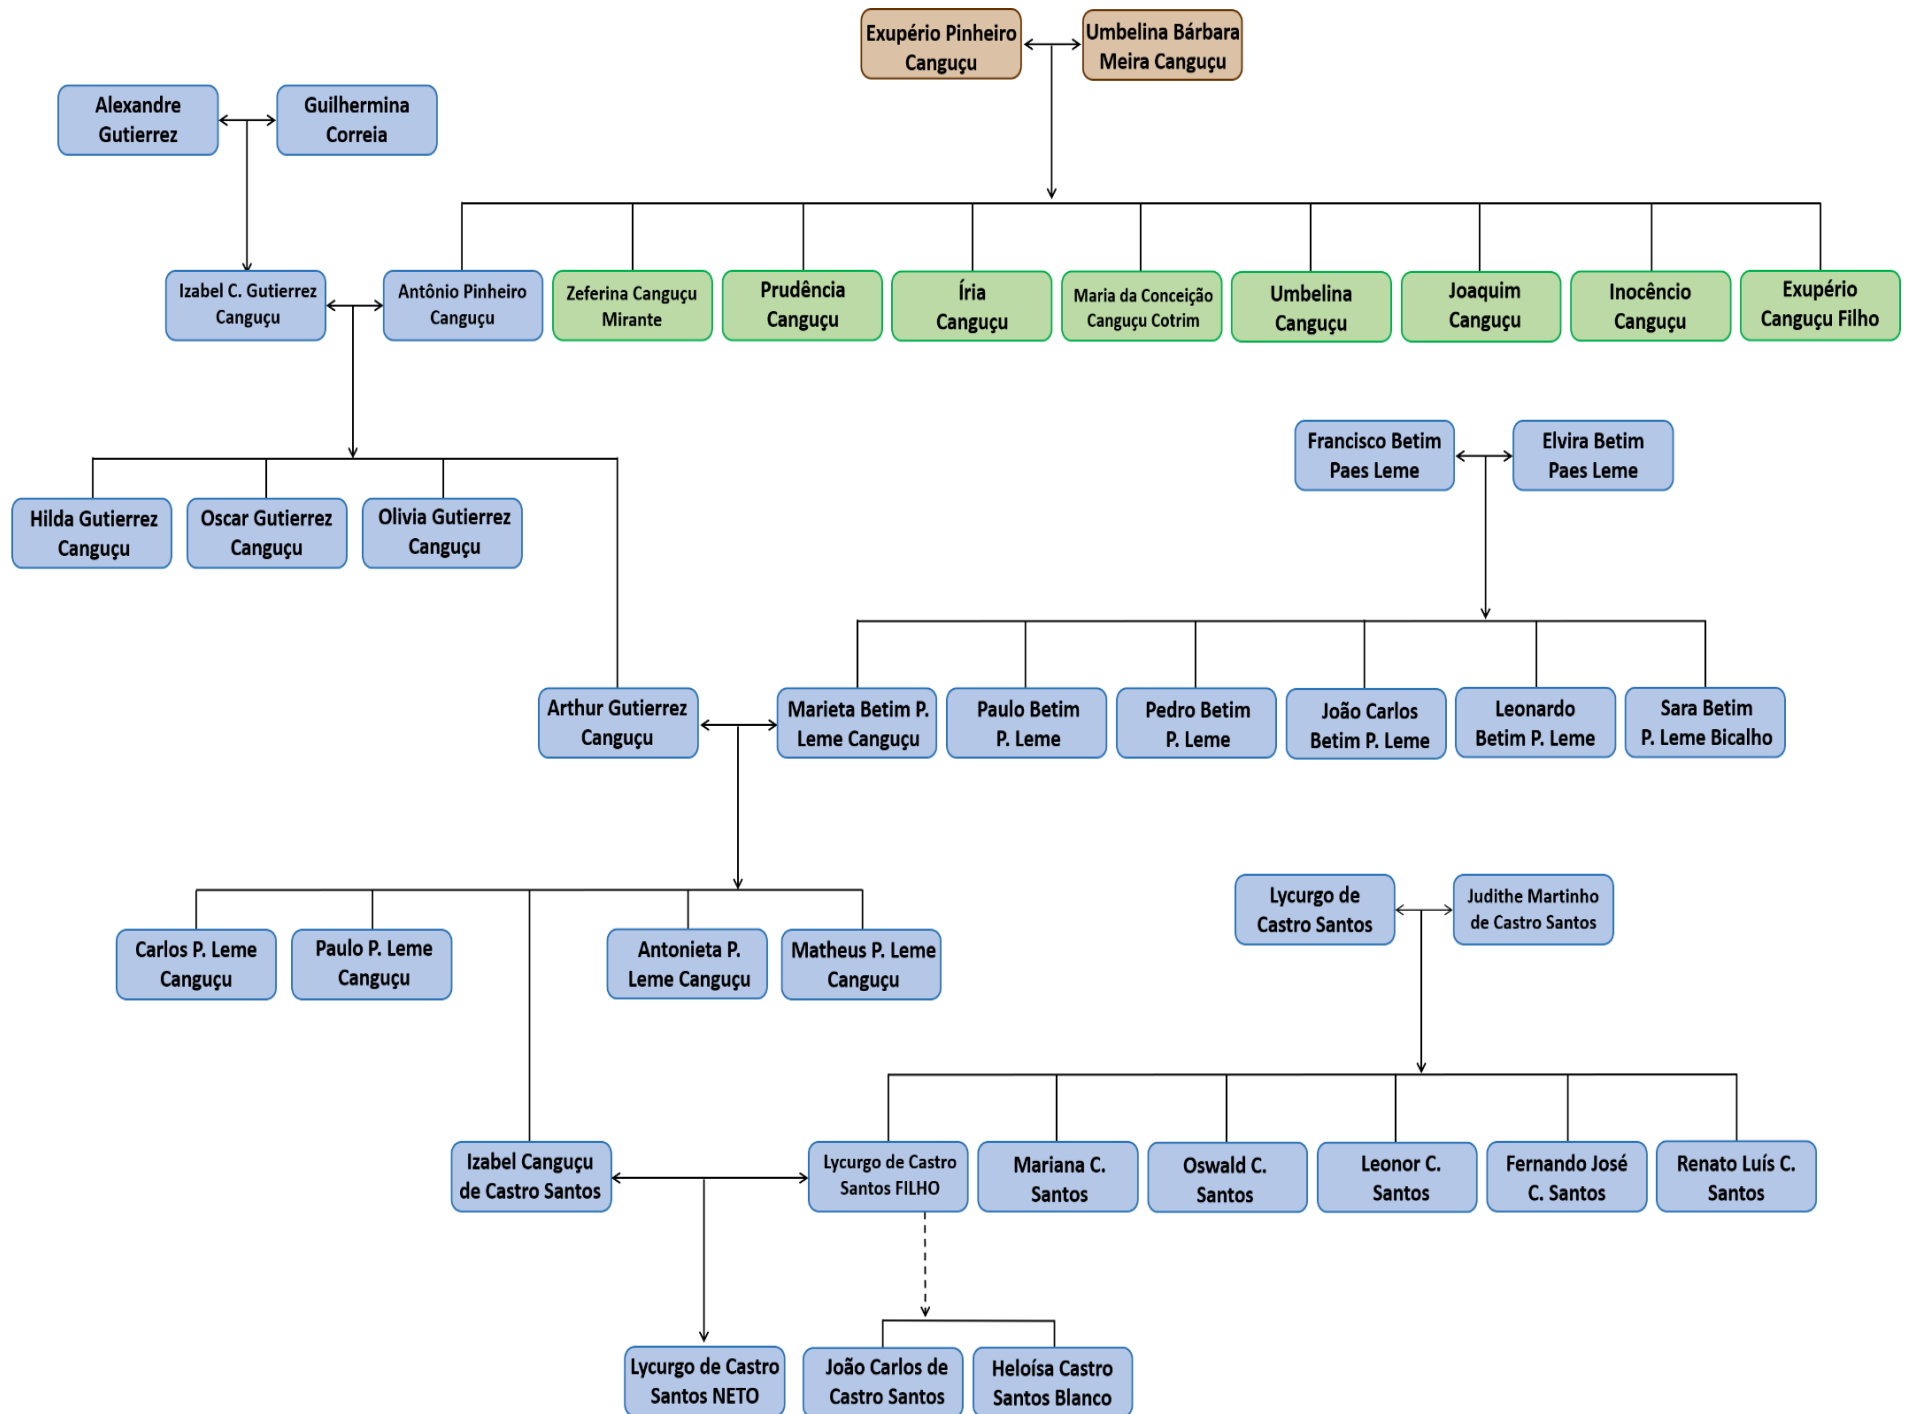 Exupério Pinheiro
Canguçu
Umbelina Bárbara
Meira Canguçu
Alexandre
Gutierrez
Guilhermina
Correia
Izabel C. Gutierrez
Canguçu
Antônio Pinheiro
Canguçu
Zeferina Canguçu
Mirante
Prudência
Canguçu
Íria
Canguçu
Maria da Conceição
Canguçu Cotrim
Umbelina
Canguçu
Joaquim
Canguçu
Inocêncio
Canguçu
Exupério
Canguçu Filho
Francisco Betim
Paes Leme
Elvira Betim
Paes Leme
Hilda Gutierrez
Canguçu
Oscar Gutierrez
Canguçu
Olivia Gutierrez
Canguçu
Arthur Gutierrez
Canguçu
Marieta Betim P.
Leme Canguçu
Paulo Betim
P. Leme
Pedro Betim
P. Leme
João Carlos
Betim P. Leme
Leonardo
Betim P. Leme
Sara Betim
P. Leme Bicalho
Lycurgo de
Castro Santos
Judithe Martinho
de Castro Santos
Carlos P. Leme
Canguçu
Paulo P. Leme
Canguçu
Antonieta P.
Leme Canguçu
Matheus P. Leme
Canguçu
Izabel Canguçu
de Castro Santos
Lycurgo de Castro
Santos FILHO
Mariana C.
Santos
Oswald C.
Santos
Leonor C.
Santos
Fernando José
C. Santos
Renato Luís C.
Santos
Lycurgo de Castro
Santos NETO
João Carlos de
Castro Santos
Heloísa Castro
Santos Blanco